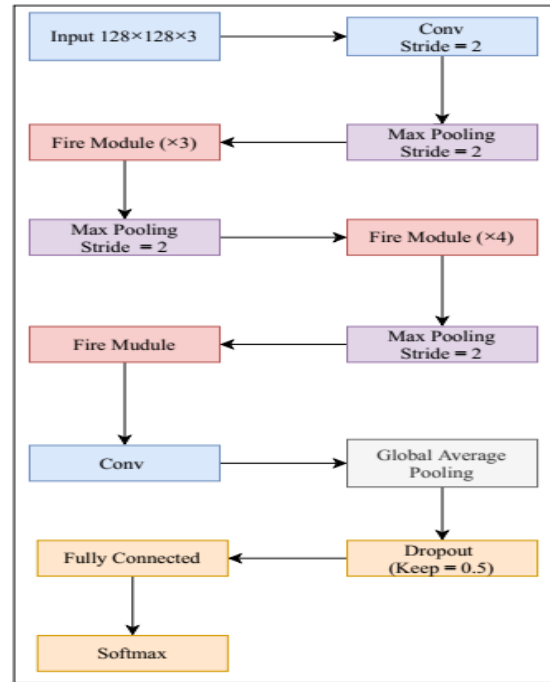 Input 128×128×3
Conv
Stride = 2
Max Pooling
Stride = 2
Fire Module (×3)
Max Pooling
Stride = 2
Fire Module (×4)
Max Pooling
Stride = 2
Fire Mudule
Conv
Global Average
Pooling
Dropout
(Keep = 0.5)
Fully Connected
Softmax